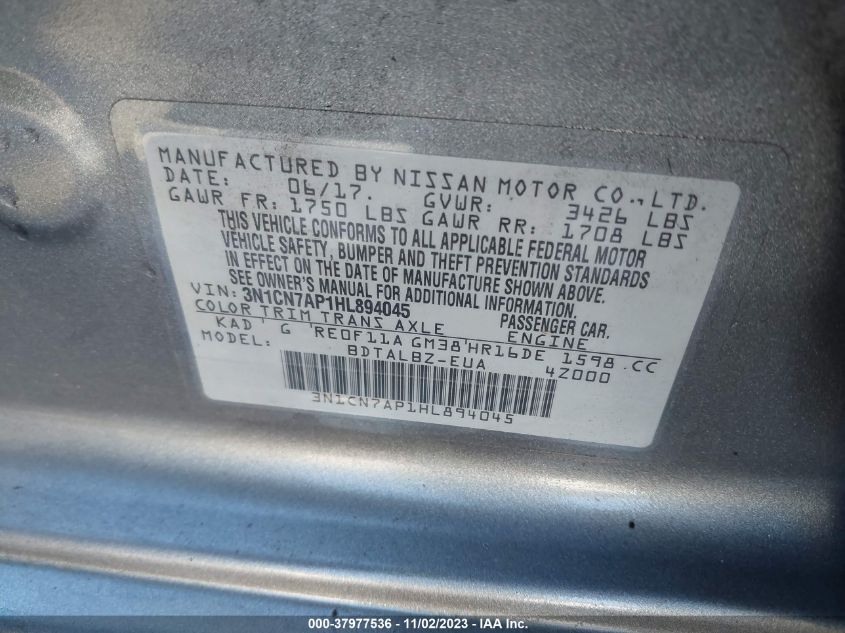 MANUFACTURED BY NISSAN MOTOR CO., LTD.
DATE: 06/17. GVWR: 3426 LBS
GAWR FR: 1750 LBS GAWR RR: 1708 LBS
THIS VEHICLE CONFORMS TO ALL APPLICABLE FEDERAL MOTOR
VEHICLE SAFETY, BUMPER AND THEFT PREVENTION STANDARDS
IN EFFECT ON THE DATE OF MANUFACTURE SHOWN ABOVE.
SEE OWNER'S MANUAL FOR ADDITIONAL INFORMATION.
VIN: 3N1CN7AP1HL894045 PASSENGER CAR.
COLOR TRIM TRANS AXLE ENGINE
KAD ' G 'RE0F11A GM38'HR16DE 1598 CC
MODEL: BDTALBZ-EUA 4Z000
3N1CN7AP1HL894045
000-37977536 - 11/02/2023 - IAA Inc.